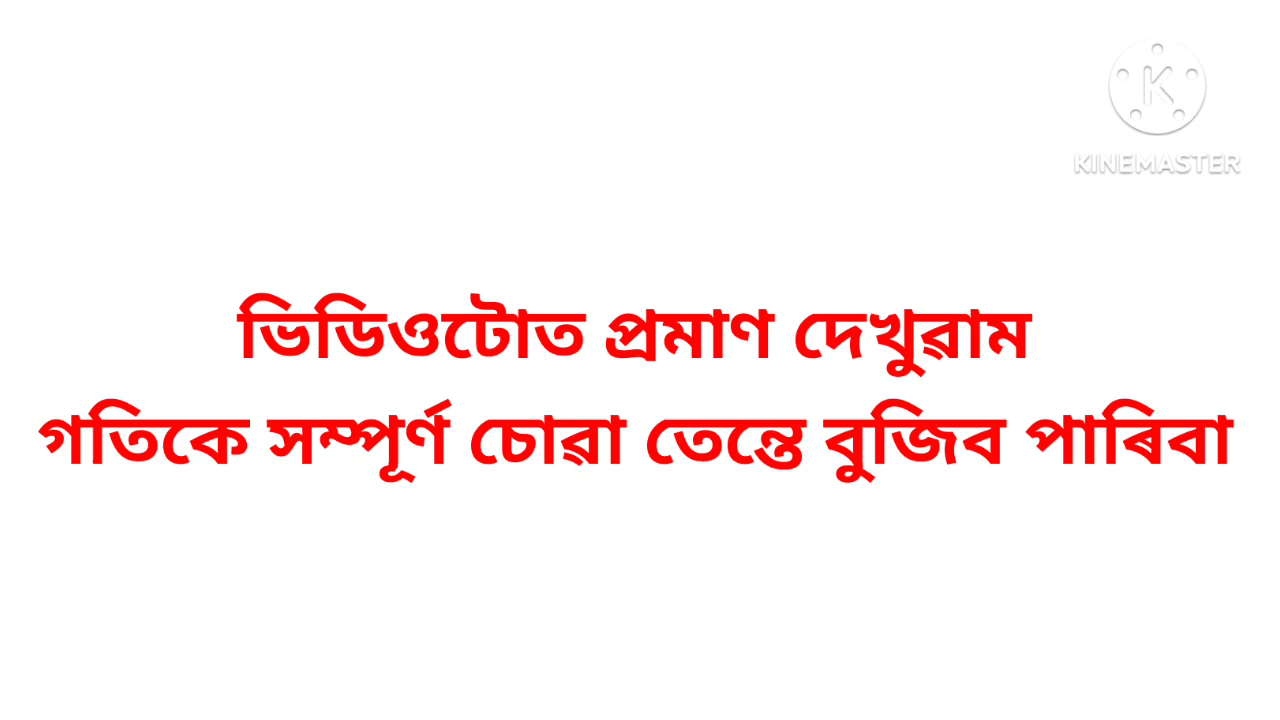 KINEMASTER
ভিডিওটোত প্ৰমাণ দেখুৱাম
গতিকে সম্পূৰ্ণ চোৱা তেন্তে বুজিব পাৰিবা